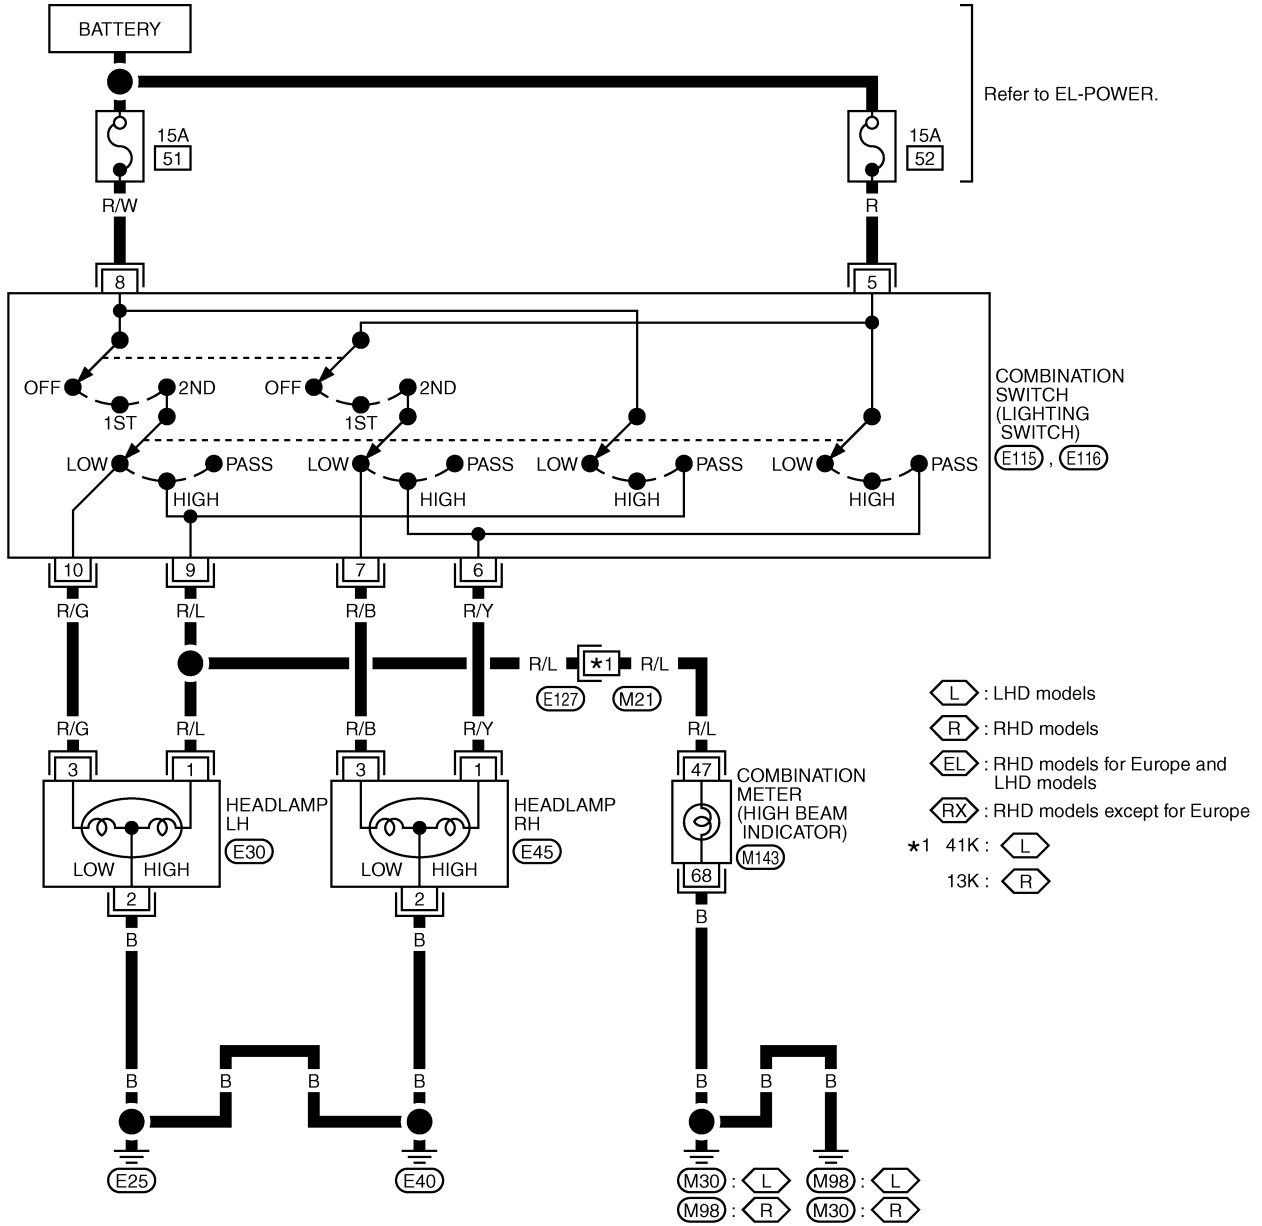 BATTERY
Refer to EL-POWER.
15A
51
15A
52
R/W
R
8
5
OFF
2ND
1ST
OFF
2ND
1ST
LOW
PASS
HIGH
LOW
PASS
HIGH
LOW
PASS
HIGH
LOW
PASS
HIGH
COMBINATION
SWITCH
(LIGHTING
SWITCH)
E115 , E116
10
9
7
6
R/G
R/L
R/B
R/Y
R/L
*1
R/L
E127
M21
R/G
R/L
R/B
R/Y
R/L
3
1
3
1
47
HEADLAMP
LH
E30
LOW
HIGH
HEADLAMP
RH
E45
LOW
HIGH
COMBINATION
METER
(HIGH BEAM
INDICATOR)
M143
68
2
2
B
B
B
L : LHD models
R : RHD models
EL : RHD models for Europe and
LHD models
RX : RHD models except for Europe
*1 41K : L
13K : R
B
B
B
B
B
B
B
E25
E40
M30 : L
M98 : L
M98 : R
M30 : R